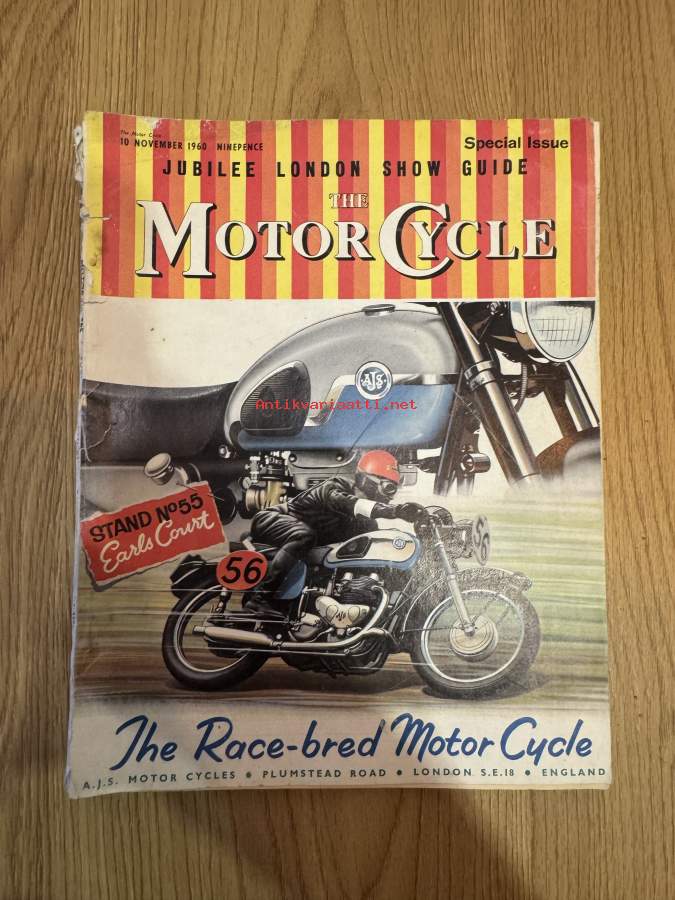 The Motor Cycle
10 NOVEMBER 1960 NINEPENCE
Special Issue
JUBILEE LONDON SHOW GUIDE
THE
MOTOR CYCLE
AJS
Antikvariaatti.net
STAND No 55
Earls Court
56
56
AJS
The Race-bred Motor Cycle
A.J.S. MOTOR CYCLES • PLUMSTEAD ROAD • LONDON S.E.18 • ENGLAND